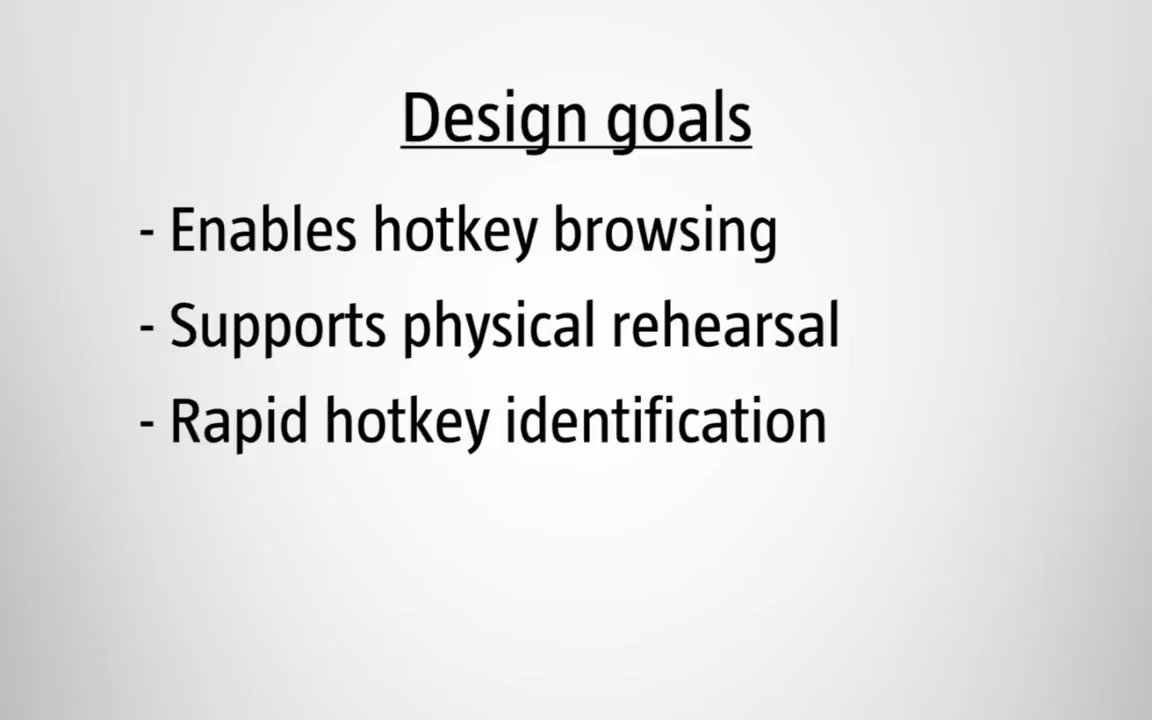 Design goals
- Enables hotkey browsing
- Supports physical rehearsal
- Rapid hotkey identification